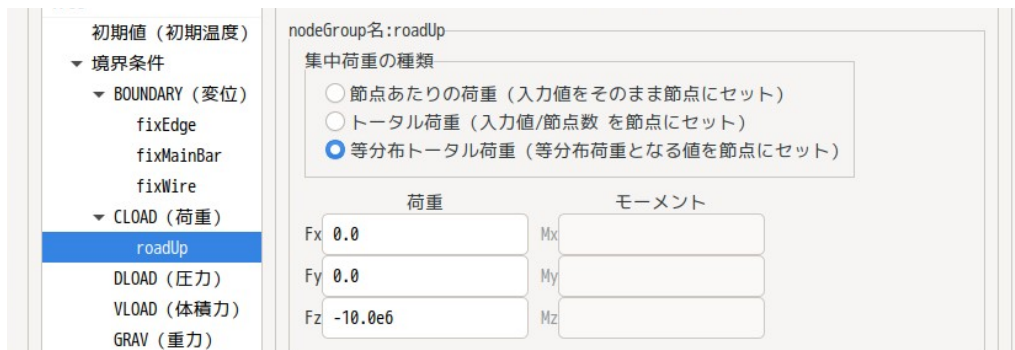 初期値 (初期温度)
境界条件
BOUNDARY (変位)
fixEdge
fixMainBar
fixWire
CLOAD (荷重)
roadUp
DLOAD (圧力)
VLOAD (体積力)
GRAV (重力)
nodeGroup名:roadUp
集中荷重の種類
節点あたりの荷重 (入力値をそのまま節点にセット)
トータル荷重 (入力値/節点数 を節点にセット)
等分布トータル荷重 (等分布荷重となる値を節点にセット)
荷重 モーメント
Fx 0.0 Mx
Fy 0.0 My
Fz -10.0e6 Mz